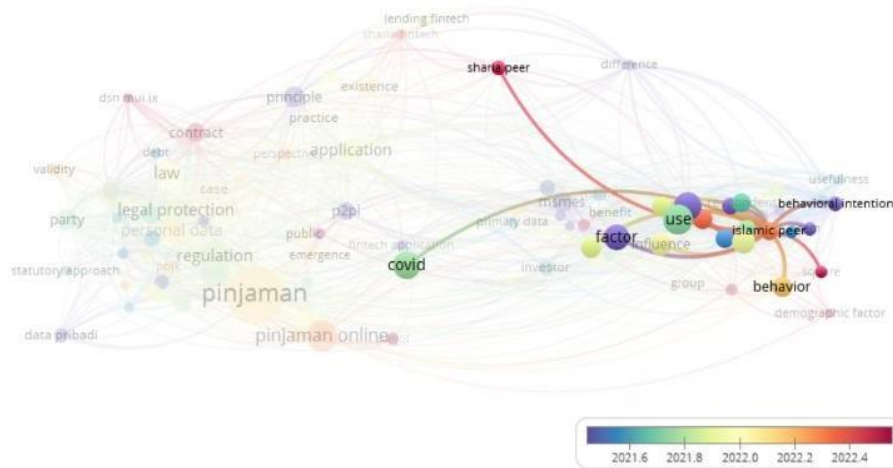 lending fintech
sharia fintech
sharia peer
difference
existence
dsn mui ix
principle
practice
contract
debt
perspective
application
validity
law
case
usefulness
party
legal protection
p2pl
msmes
respondent
behavioral intention
personal data
public
primary data
benefit
use
islamic peer
factor
influence
statutory approach
pojk
regulation
emergence
fintech application
covid
investor
square
pinjaman
group
behavior
demographic factor
data pribadi
pinjaman online
2021.6 2021.8 2022.0 2022.2 2022.4